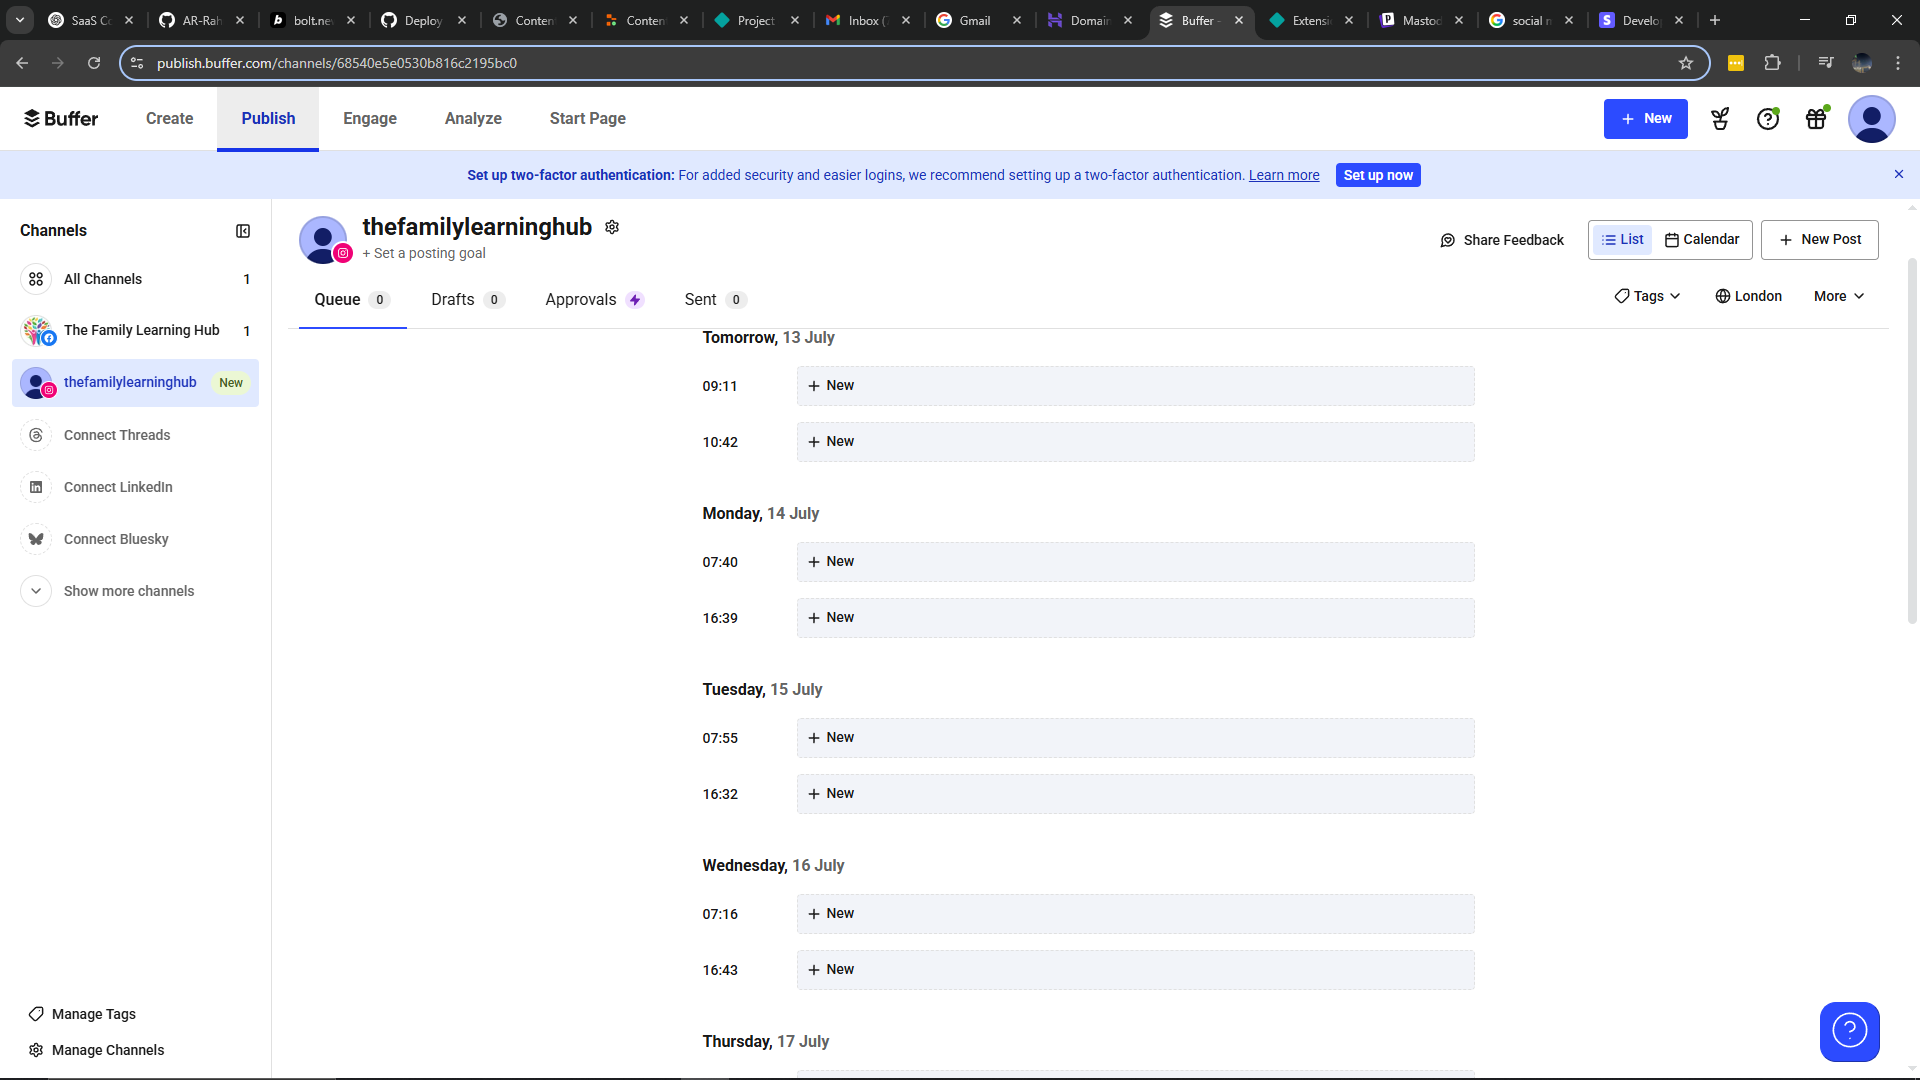 SaaS Co
AR-Rah
bolt.new
Deploy
Content
Content
Project
Inbox (7
Gmail
Domain
Buffer -
Extensi
Mastod
social m
Develop
publish.buffer.com/channels/68540e5e0530b816c2195bc0
Buffer
Create
Publish
Engage
Analyze
Start Page
+ New
Set up two-factor authentication: For added security and easier logins, we recommend setting up a two-factor authentication. Learn more
Set up now
Channels
All Channels 1
The Family Learning Hub 1
thefamilylearninghub New
Connect Threads
Connect LinkedIn
Connect Bluesky
Show more channels
Manage Tags
Manage Channels
thefamilylearninghub
+ Set a posting goal
Share Feedback
List
Calendar
+ New Post
Queue 0
Drafts 0
Approvals
Sent 0
Tags
London
More
Tomorrow, 13 July
09:11 + New
10:42 + New
Monday, 14 July
07:40 + New
16:39 + New
Tuesday, 15 July
07:55 + New
16:32 + New
Wednesday, 16 July
07:16 + New
16:43 + New
Thursday, 17 July